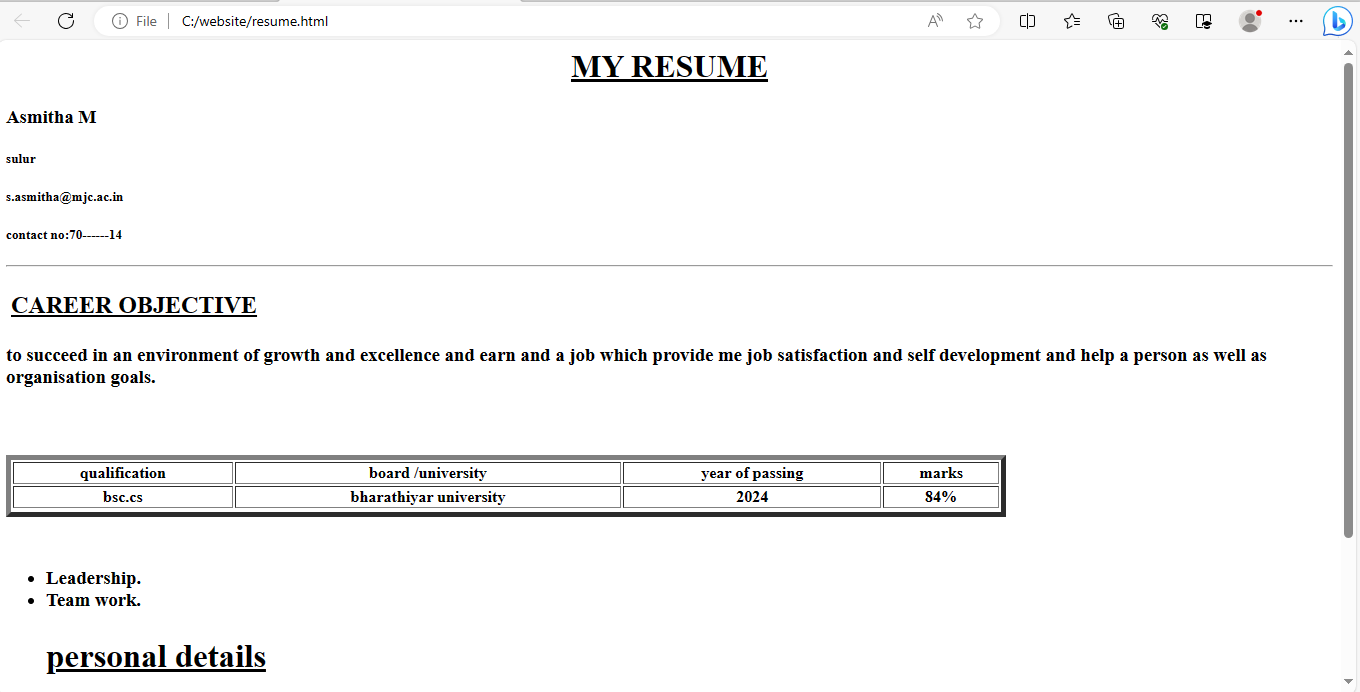 File C:/website/resume.html
MY RESUME
Asmitha M
sulur
s.asmitha@mjc.ac.in
contact no:70------14
CAREER OBJECTIVE
to succeed in an environment of growth and excellence and earn and a job which provide me job satisfaction and self development and help a person as well as
organisation goals.
qualification board /university year of passing marks
bsc.cs bharathiyar university 2024 84%
Leadership.
Team work.
personal details